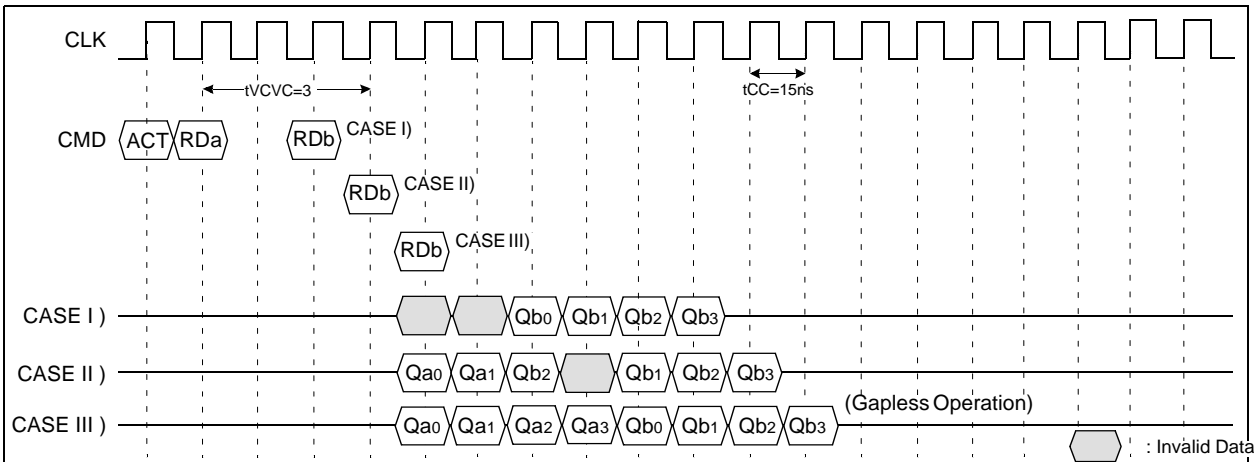 CLK
tVCVC=3
tCC=15ns
CMD ACT RDa RDb CASE I)
RDb CASE II)
RDb CASE III)
CASE I ) Qb0 Qb1 Qb2 Qb3
CASE II ) Qa0 Qa1 Qb2 Qb1 Qb2 Qb3
(Gapless Operation)
CASE III ) Qa0 Qa1 Qa2 Qa3 Qb0 Qb1 Qb2 Qb3
: Invalid Data